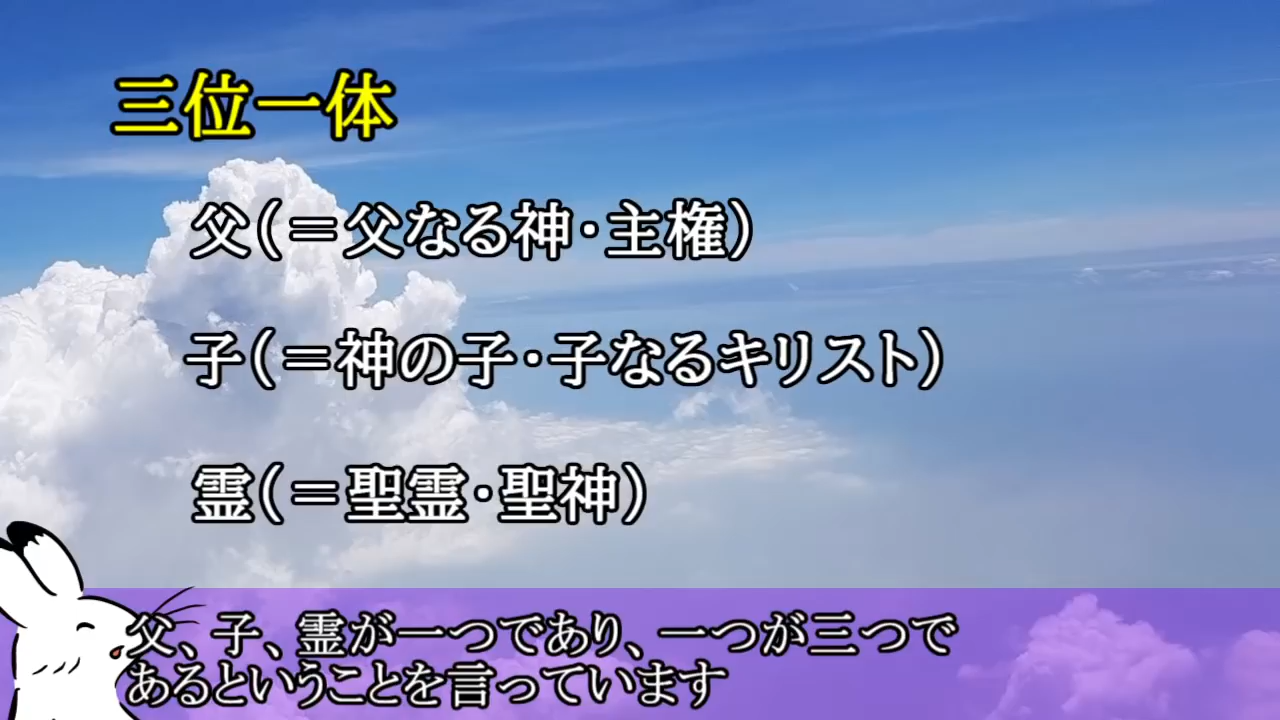 三位一体
父(=父なる神・主権)
子(=神の子・子なるキリスト)
霊(=聖霊・聖神)
父、子、霊が一つであり、一つが三つで
あるということを言っています